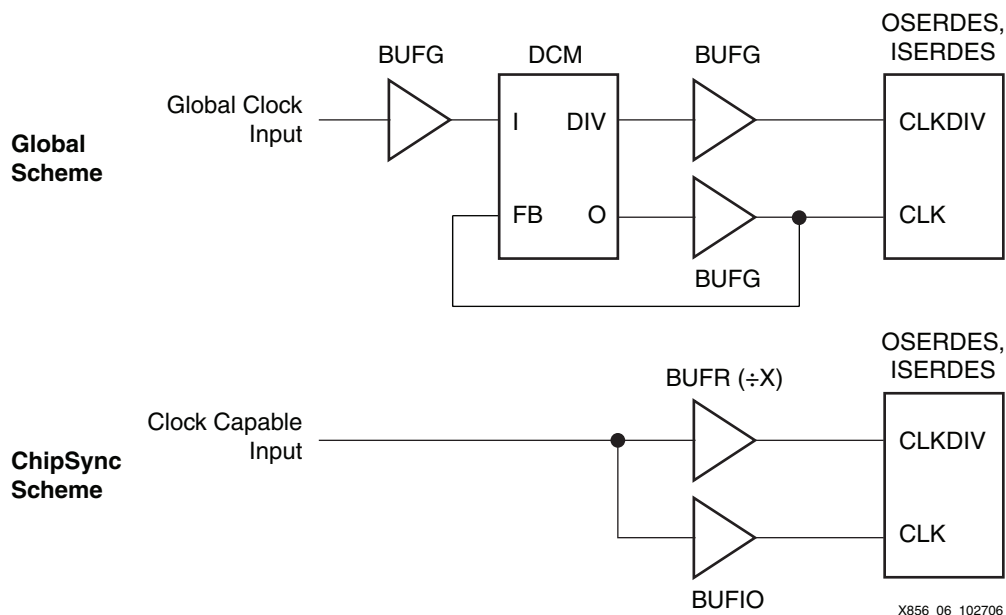 OSERDES,
ISERDES
BUFG
DCM
BUFG
Global Clock
Input
I
DIV
CLKDIV
Global
Scheme
FB
O
CLK
BUFG
OSERDES,
ISERDES
BUFR (÷X)
Clock Capable
Input
CLKDIV
ChipSync
Scheme
CLK
BUFIO
X856_06_102706